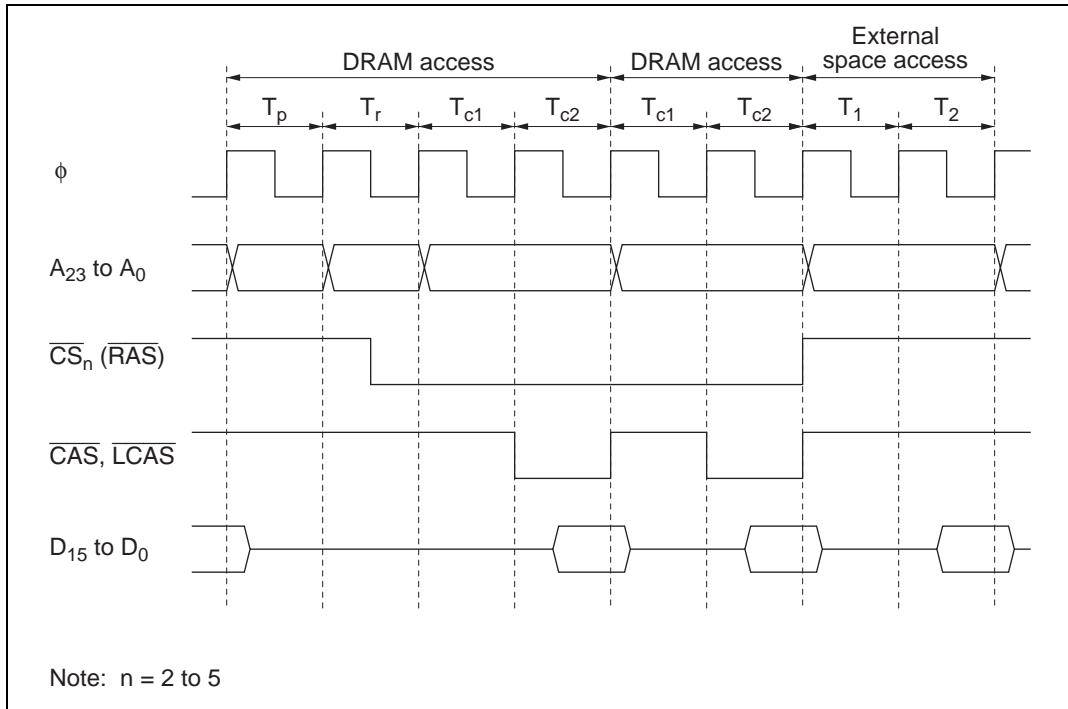 External
space access
DRAM access
DRAM access
Tp
Tr
Tc1
Tc2
Tc1
Tc2
T1
T2
φ
A23 to A0
CSn (RAS)
CAS, LCAS
D15 to D0
Note: n = 2 to 5